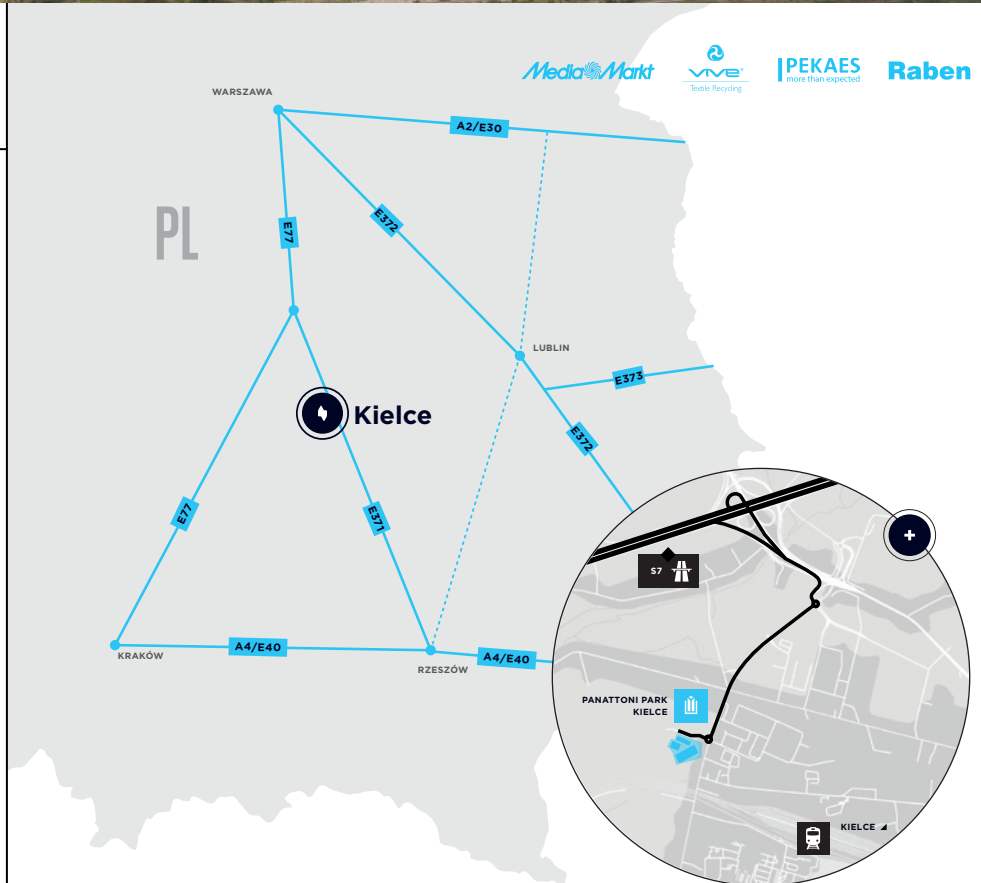 MediaMarkt
VIVE®
Textile Recycling
PEKAES
more than expected
Raben
WARSZAWA
A2/E30
PL
E77
E372
LUBLIN
E373
Kielce
E372
E77
E371
S7
KRAKÓW
A4/E40
RZESZÓW
A4/E40
PANATTONI PARK
KIELCE
KIELCE